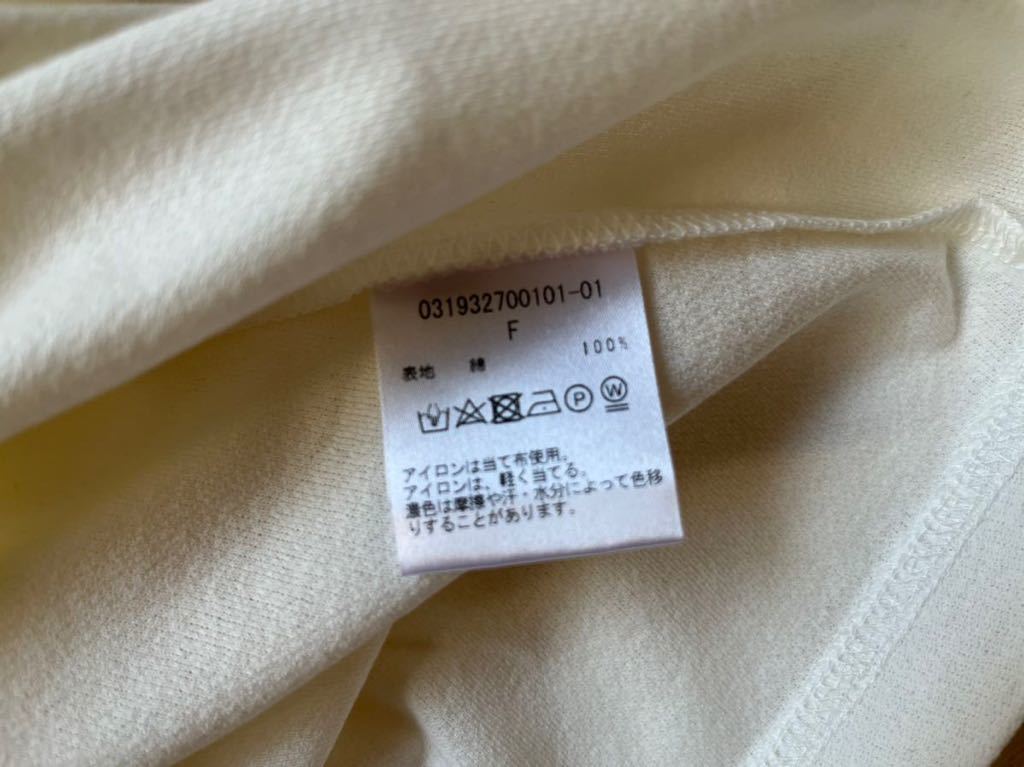 031932700101-01
F
表地 綿 100%
P W
アイロンは当て布使用。
アイロンは、軽く当てる。
濃色は摩擦や汗・水分によって色移
りすることがあります。